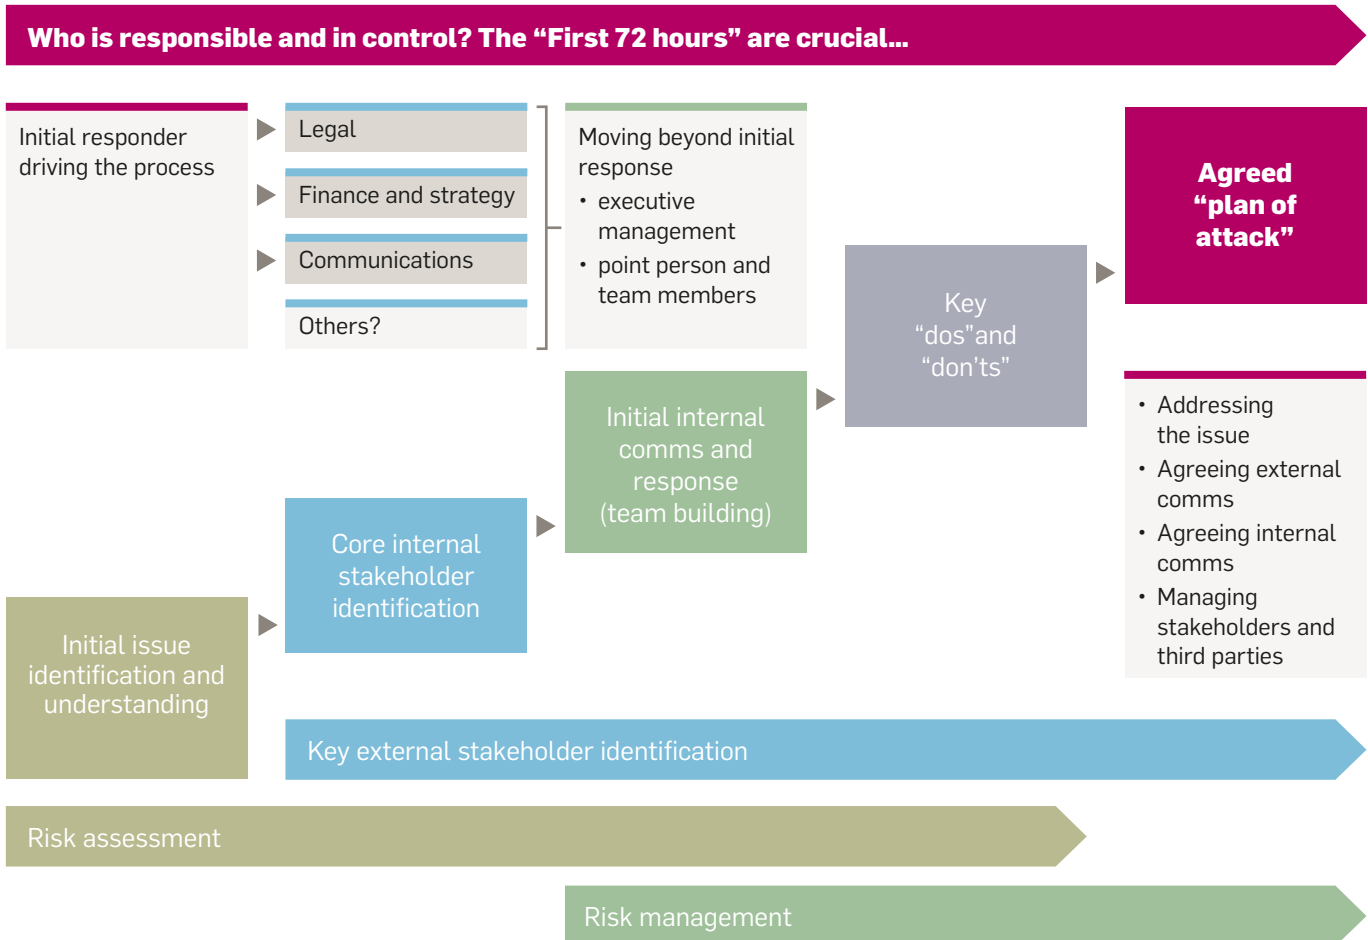 Who is responsible and in control? The “First 72 hours” are crucial...
Initial responder
driving the process
Legal
Finance and strategy
Communications
Others?
Moving beyond initial
response
• executive
management
• point person and
team members
Agreed
“plan of
attack”
Key
“dos”and
“don’ts”
Initial internal
comms and
response
(team building)
Core internal
stakeholder
identification
Initial issue
identification and
understanding
• Addressing
the issue
• Agreeing external
comms
• Agreeing internal
comms
• Managing
stakeholders and
third parties
Key external stakeholder identification
Risk assessment
Risk management